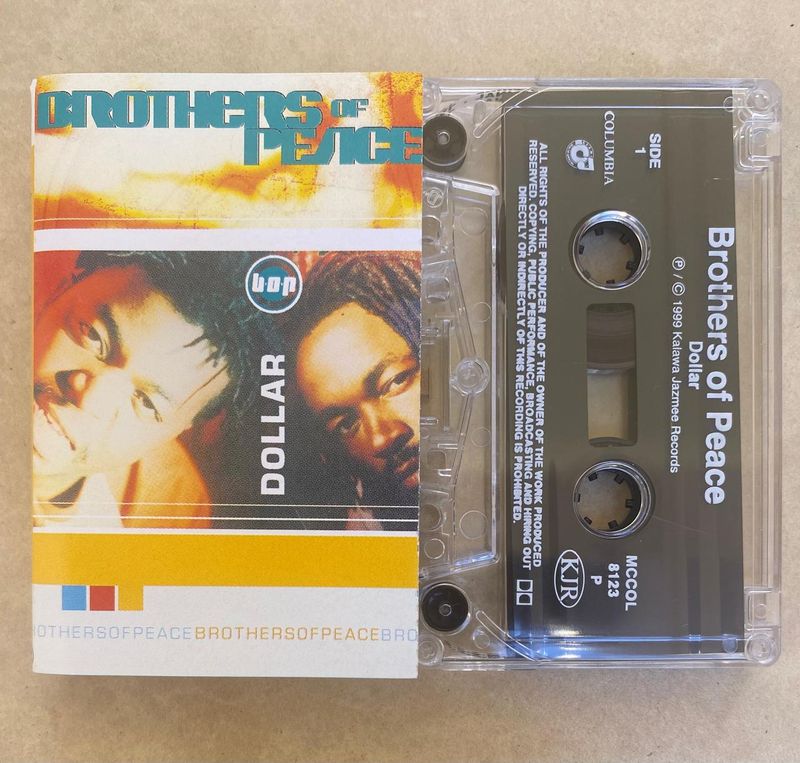 BROTHERS OF
PEACE
bop
DOLLAR
OTHERSOFPEACEBROTHERSOFPEACEBRO
Brothers of Peace
Dollar
Ⓟ / © 1999 Kalawa Jazmee Records
SIDE
1
COLUMBIA
MCCOL
8123
P
KJR
ALL RIGHTS OF THE PRODUCER AND OF THE OWNER OF THE WORK PRODUCED
RESERVED. COPYING, PUBLIC PERFORMANCE, BROADCASTING AND HIRING OUT
DIRECTLY OR INDIRECTLY OF THIS RECORDING IS PROHIBITED.